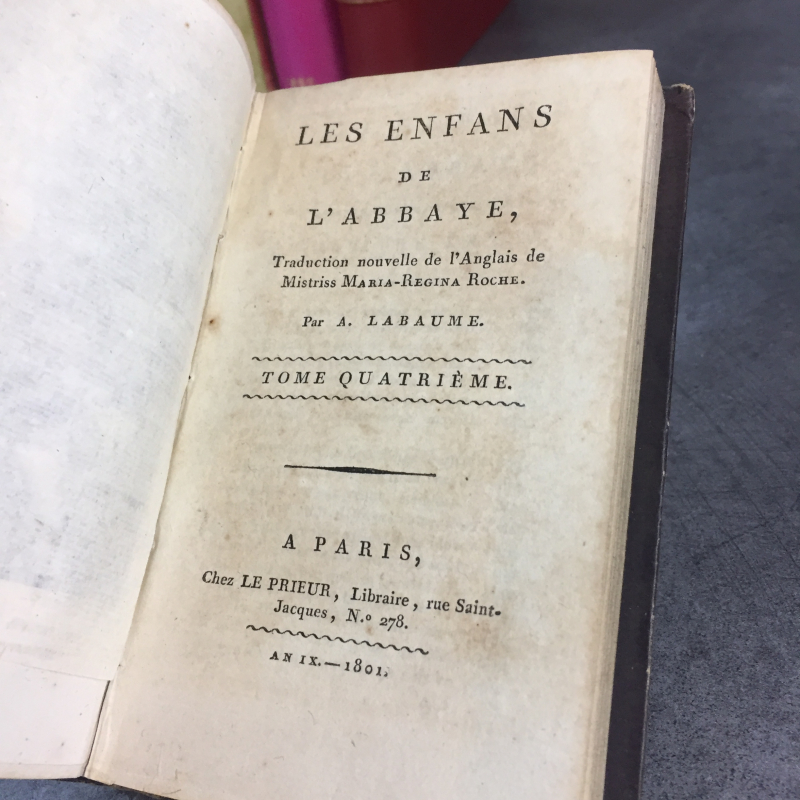 LES ENFANS
DE
L'ABBAYE,
Traduction nouvelle de l'Anglais de
Mistriss MARIA-REGINA ROCHE.
Par A. LABAUME.
TOME QUATRIÈME.
A PARIS,
Chez LE PRIEUR, Libraire, rue Saint-
Jacques, N.º 278.
AN IX.—1801.